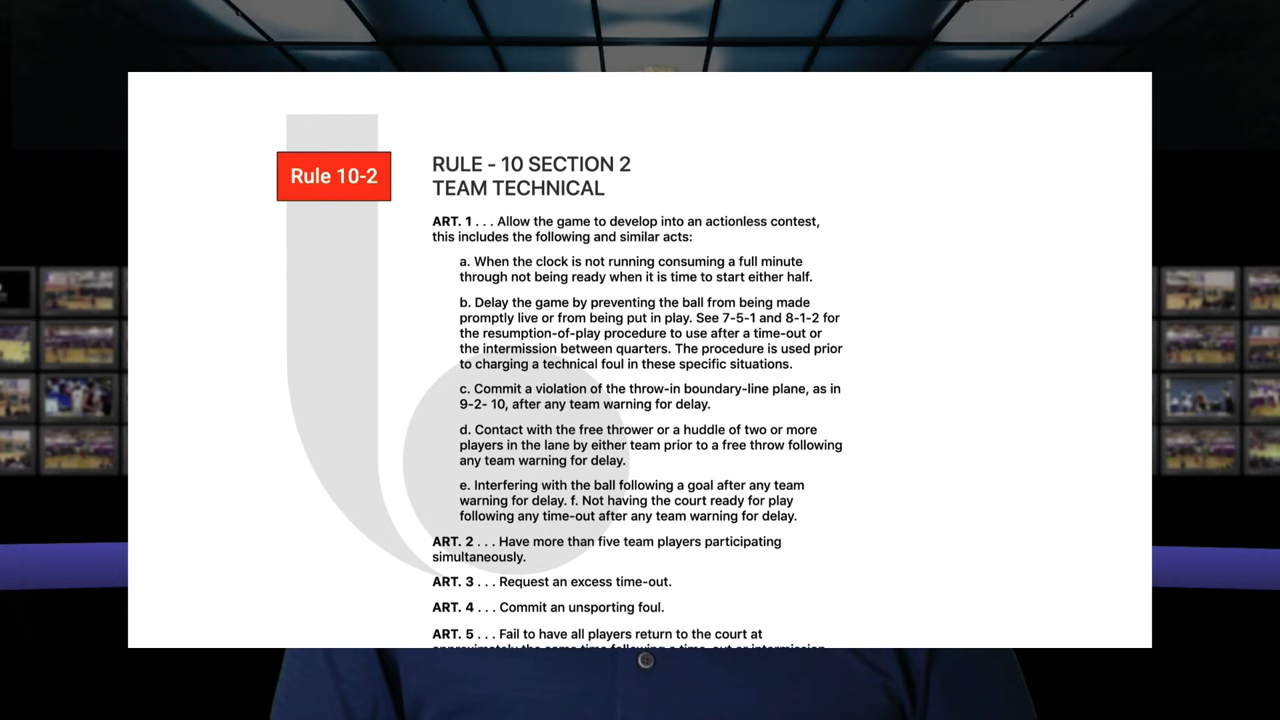 Rule 10-2
RULE - 10 SECTION 2
TEAM TECHNICAL
ART. 1 . . . Allow the game to develop into an actionless contest,
this includes the following and similar acts:
a. When the clock is not running consuming a full minute
through not being ready when it is time to start either half.
b. Delay the game by preventing the ball from being made
promptly live or from being put in play. See 7-5-1 and 8-1-2 for
the resumption-of-play procedure to use after a time-out or
the intermission between quarters. The procedure is used prior
to charging a technical foul in these specific situations.
c. Commit a violation of the throw-in boundary-line plane, as in
9-2- 10, after any team warning for delay.
d. Contact with the free thrower or a huddle of two or more
players in the lane by either team prior to a free throw following
any team warning for delay.
e. Interfering with the ball following a goal after any team
warning for delay. f. Not having the court ready for play
following any time-out after any team warning for delay.
ART. 2 . . . Have more than five team players participating
simultaneously.
ART. 3 . . . Request an excess time-out.
ART. 4 . . . Commit an unsporting foul.
ART. 5 . . . Fail to have all players return to the court at
approximately the same time following a time-out or intermission